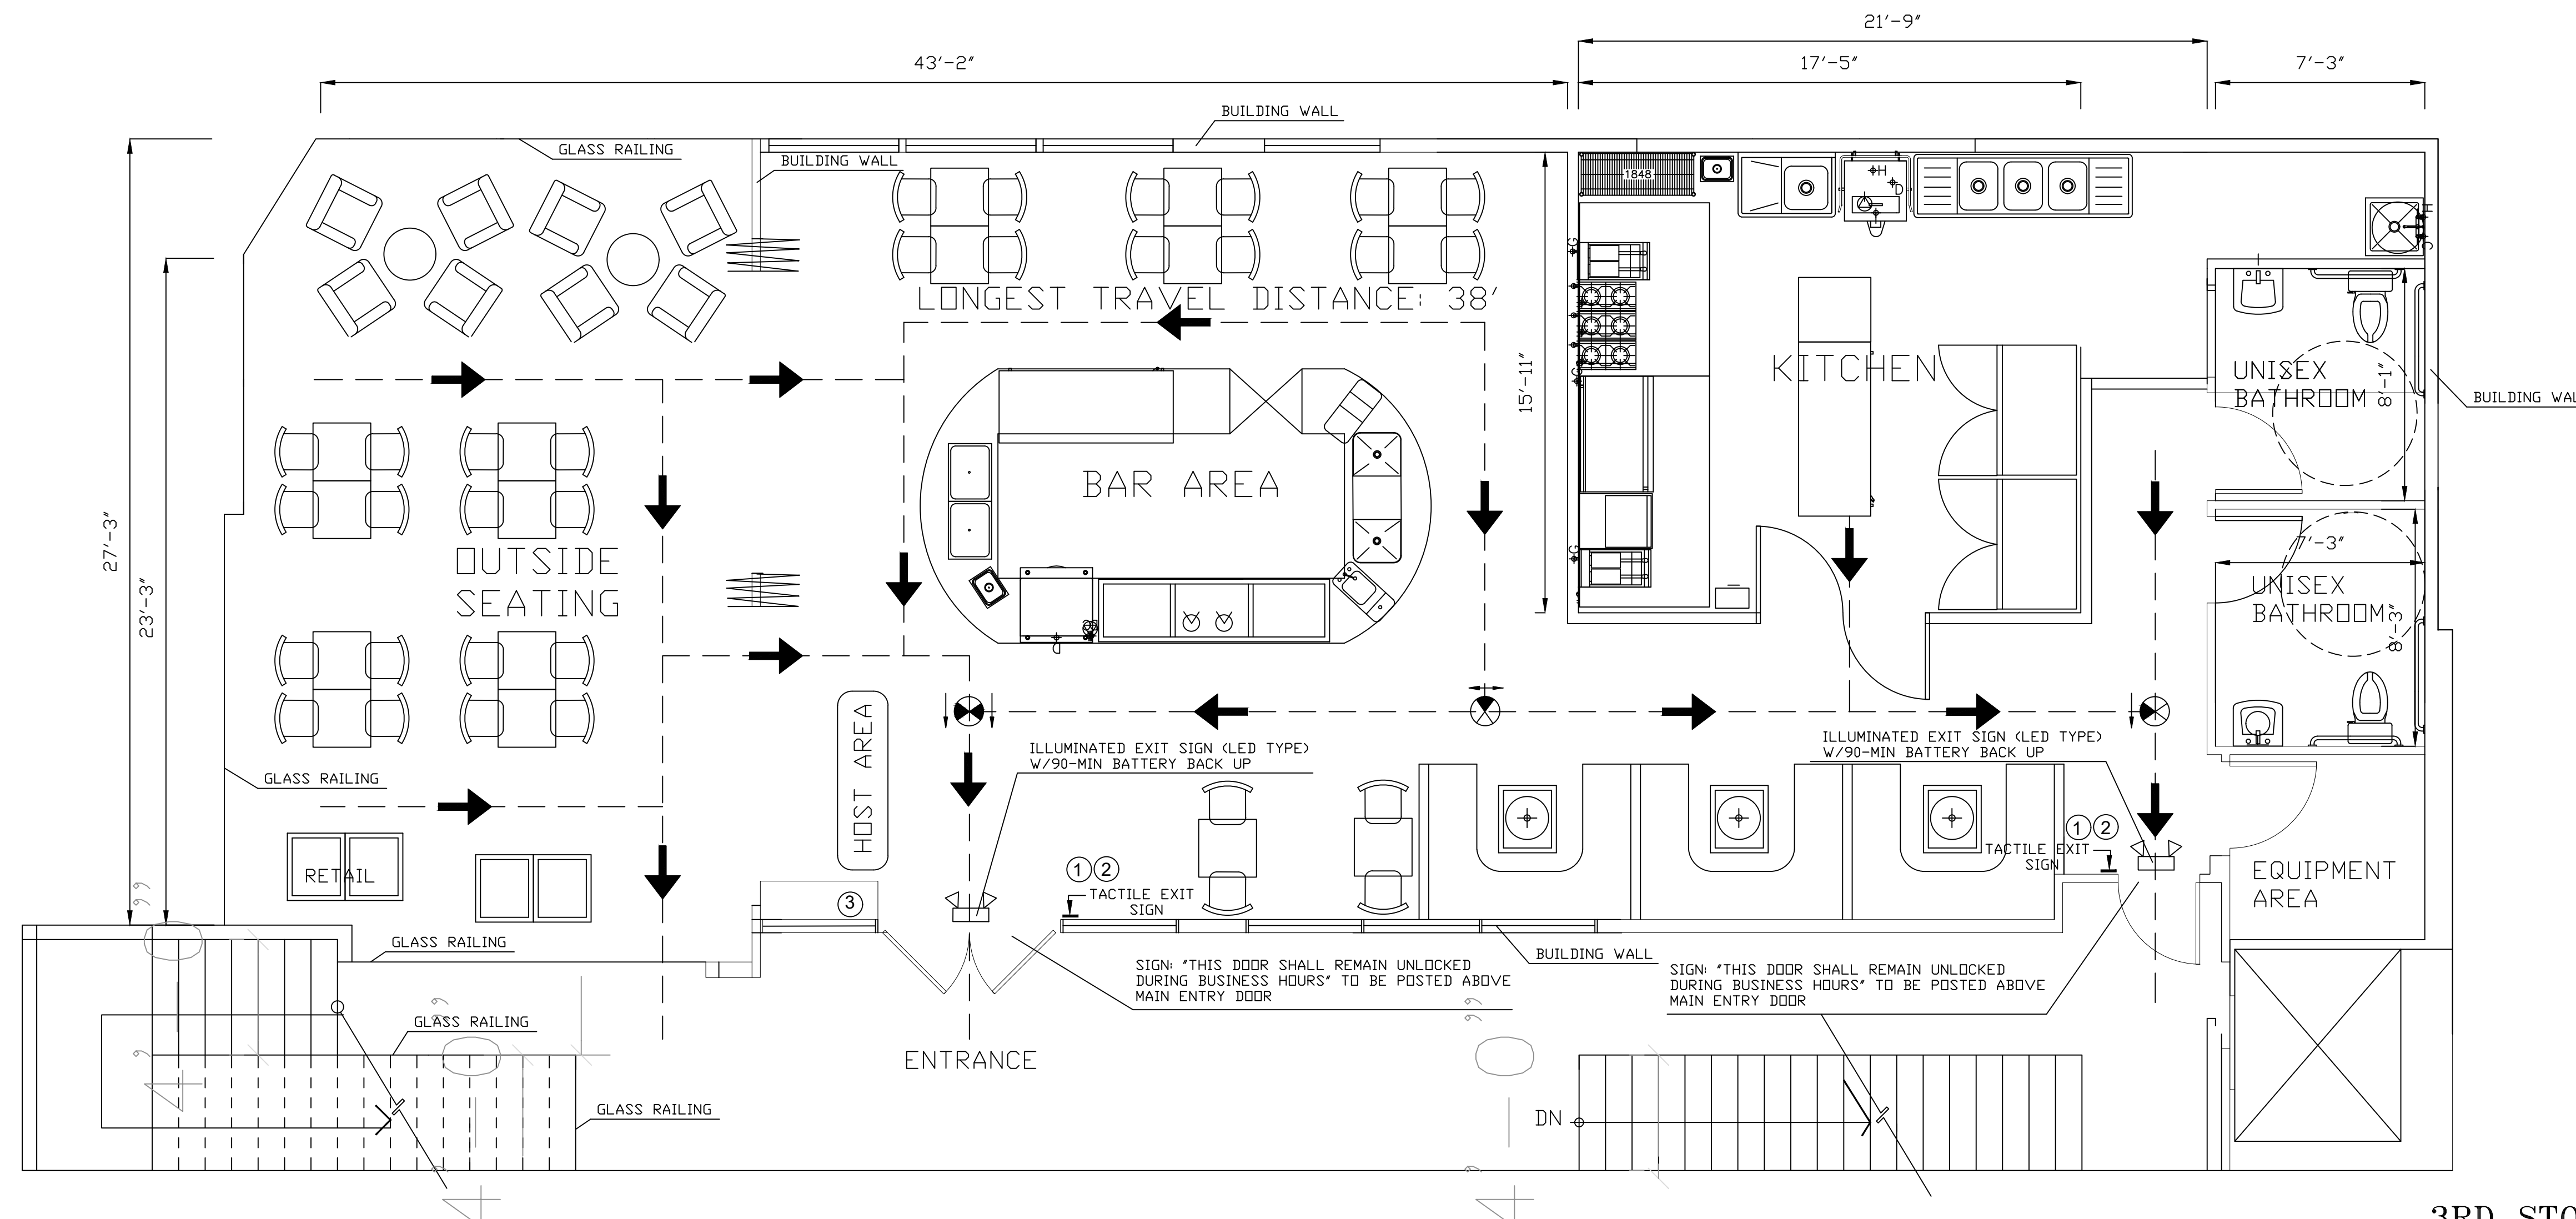 21'-9"
43'-2"
17'-5"
7'-3"
BUILDING WALL
GLASS RAILING
BUILDING WALL
1848
H
D
H
C
G
LONGEST TRAVEL DISTANCE: 38'
15'-11"
KITCHEN
UNISEX
BATHROOM
8'-1"
BUILDING WAL
BAR AREA
27'-3"
23'-3"
OUTSIDE
SEATING
G
G
7'-3"
UNISEX
BATHROOM
8'-3"
D
HOST AREA
ILLUMINATED EXIT SIGN (LED TYPE)
W/90-MIN BATTERY BACK UP
ILLUMINATED EXIT SIGN (LED TYPE)
W/90-MIN BATTERY BACK UP
GLASS RAILING
1 2
TACTILE EXIT
SIGN
1 2
TACTILE EXIT
SIGN
RETAIL
3
EQUIPMENT
AREA
GLASS RAILING
BUILDING WALL
SIGN: "THIS DOOR SHALL REMAIN UNLOCKED
DURING BUSINESS HOURS" TO BE POSTED ABOVE
MAIN ENTRY DOOR
SIGN: "THIS DOOR SHALL REMAIN UNLOCKED
DURING BUSINESS HOURS" TO BE POSTED ABOVE
MAIN ENTRY DOOR
4'-0"
GLASS RAILING
ENTRANCE
GLASS RAILING
DN
3RD STO